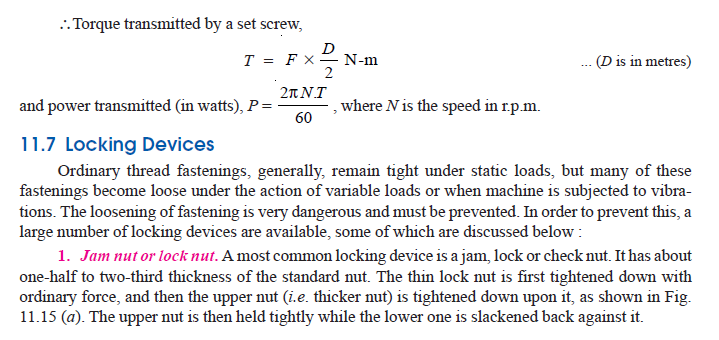 ∴ Torque transmitted by a set screw,
T = F × D/2 N-m ... (D is in metres)
and power transmitted (in watts), P = 2π N.T / 60 , where N is the speed in r.p.m.
11.7 Locking Devices
Ordinary thread fastenings, generally, remain tight under static loads, but many of these
fastenings become loose under the action of variable loads or when machine is subjected to vibra-
tions. The loosening of fastening is very dangerous and must be prevented. In order to prevent this, a
large number of locking devices are available, some of which are discussed below :
1. Jam nut or lock nut. A most common locking device is a jam, lock or check nut. It has about
one-half to two-third thickness of the standard nut. The thin lock nut is first tightened down with
ordinary force, and then the upper nut (i.e. thicker nut) is tightened down upon it, as shown in Fig.
11.15 (a). The upper nut is then held tightly while the lower one is slackened back against it.